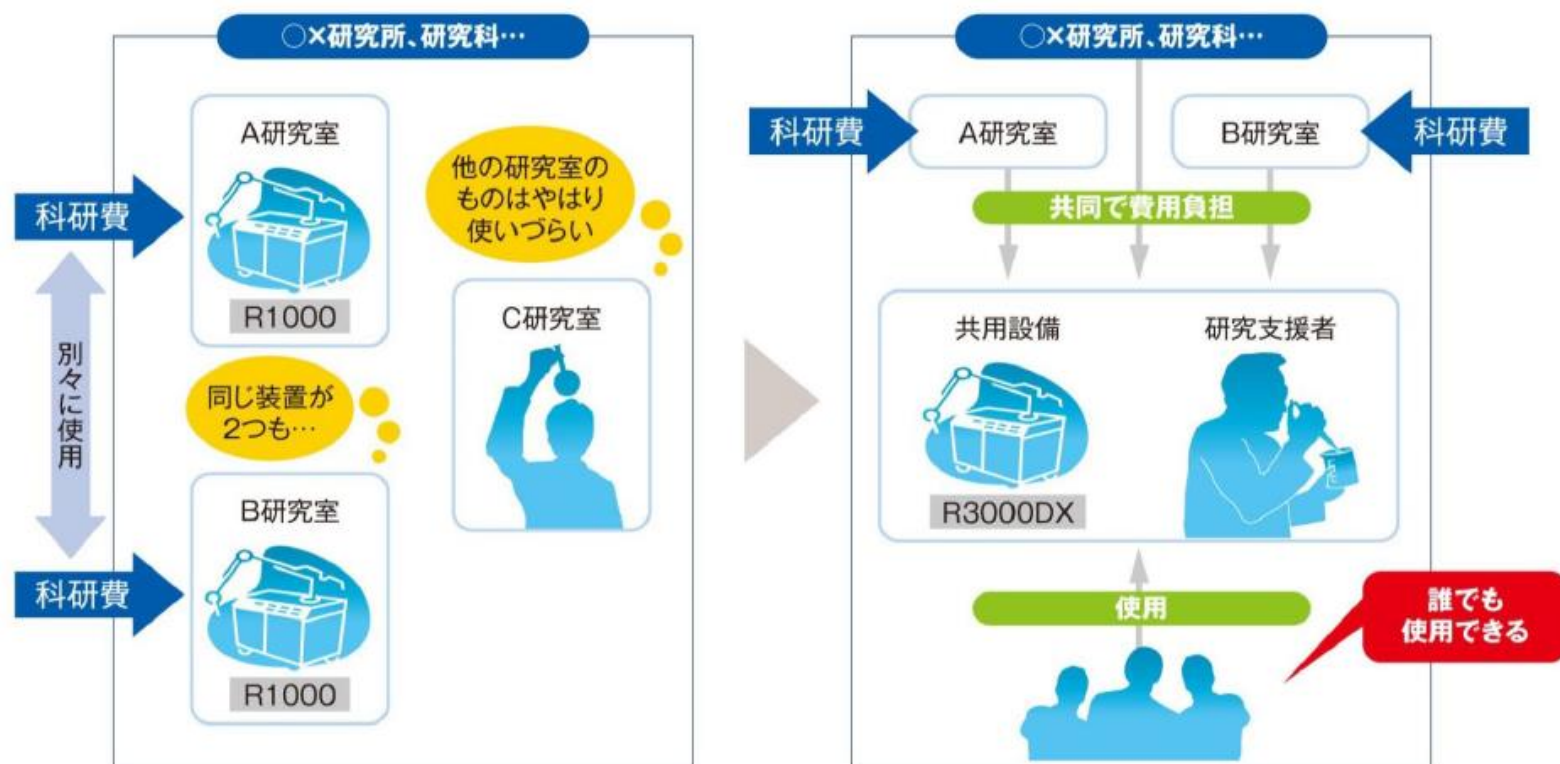 ○×研究所、研究科…
A研究室
科研費
R1000
他の研究室の
ものはやはり
使いづらい
C研究室
別々に使用
同じ装置が
2つも…
B研究室
科研費
R1000
○×研究所、研究科…
科研費
A研究室
B研究室
科研費
共同で費用負担
共用設備
研究支援者
R3000DX
使用
誰でも
使用できる